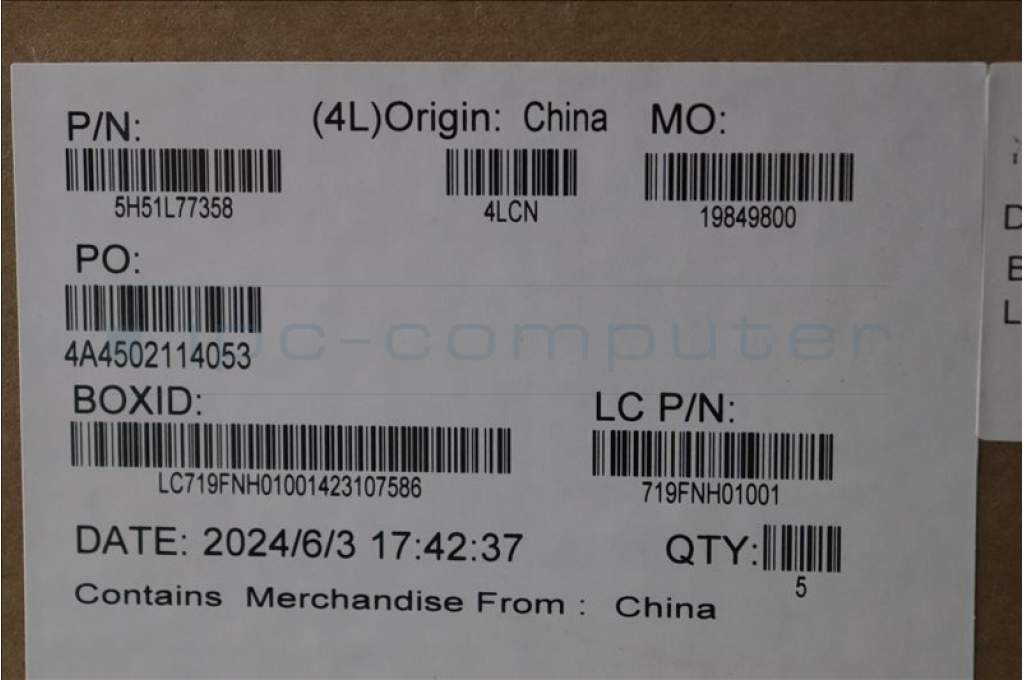 P/N: (4L)Origin: China MO:
5H51L77358 4LCN 19849800
PO:
4A4502114053
BOXID: LC P/N:
LC719FNH01001423107586 719FNH01001
DATE: 2024/6/3 17:42:37 QTY:
5
Contains Merchandise From : China
D
B
L